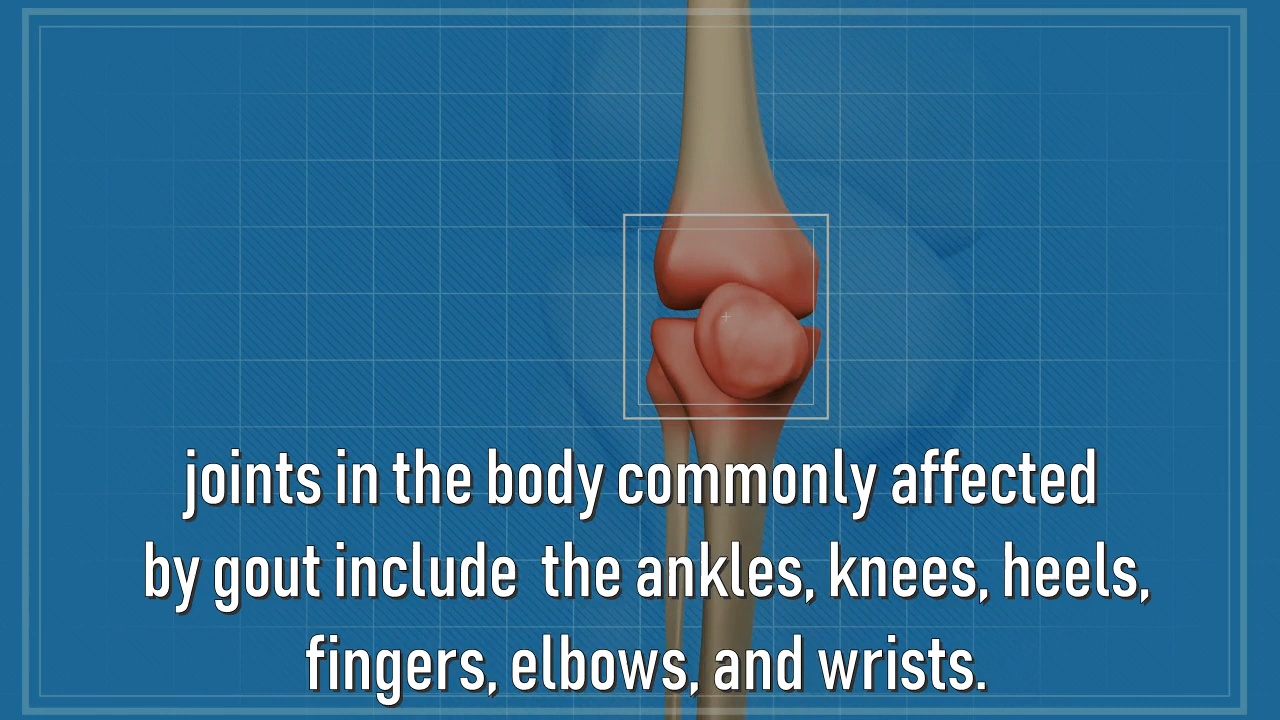 joints in the body commonly affected
by gout include  the ankles, knees, heels,
fingers, elbows, and wrists.